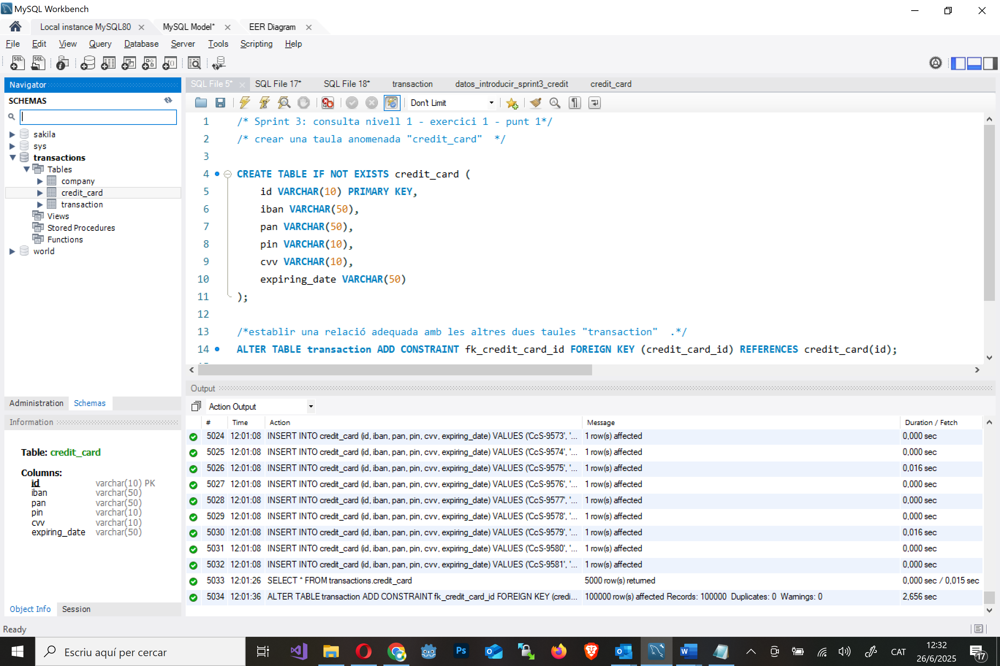 MySQL Workbench
Local instance MySQL80
MySQL Model*
EER Diagram
File Edit View Query Database Server Tools Scripting Help
Navigator
SCHEMAS
sakila
sys
transactions
Tables
company
credit_card
transaction
Views
Stored Procedures
Functions
world
Administration Schemas
Information
Table: credit_card
Columns:
id varchar(10) PK
iban varchar(50)
pan varchar(50)
pin varchar(10)
cvv varchar(10)
expiring_date varchar(50)
Object Info Session
SQL File 5* SQL File 17* SQL File 18* transaction datos_introducir_sprint3_credit credit_card
Don't Limit
1 /* Sprint 3: consulta nivell 1 - exercici 1 - punt 1*/
2 /* crear una taula anomenada "credit_card"  */
3
4 CREATE TABLE IF NOT EXISTS credit_card (
5 id VARCHAR(10) PRIMARY KEY,
6 iban VARCHAR(50),
7 pan VARCHAR(50),
8 pin VARCHAR(10),
9 cvv VARCHAR(10),
10 expiring_date VARCHAR(50)
11 );
12
13 /*establir una relació adequada amb les altres dues taules "transaction"  .*/
14 ALTER TABLE transaction ADD CONSTRAINT fk_credit_card_id FOREIGN KEY (credit_card_id) REFERENCES credit_card(id);
Output
Action Output
# Time Action Message Duration / Fetch
5024 12:01:08 INSERT INTO credit_card (id, iban, pan, pin, cvv, expiring_date) VALUES ('CcS-9573', '... 1 row(s) affected 0,000 sec
5025 12:01:08 INSERT INTO credit_card (id, iban, pan, pin, cvv, expiring_date) VALUES ('CcS-9574', '... 1 row(s) affected 0,000 sec
5026 12:01:08 INSERT INTO credit_card (id, iban, pan, pin, cvv, expiring_date) VALUES ('CcS-9575', '... 1 row(s) affected 0,016 sec
5027 12:01:08 INSERT INTO credit_card (id, iban, pan, pin, cvv, expiring_date) VALUES ('CcS-9576', '... 1 row(s) affected 0,000 sec
5028 12:01:08 INSERT INTO credit_card (id, iban, pan, pin, cvv, expiring_date) VALUES ('CcS-9577', '... 1 row(s) affected 0,000 sec
5029 12:01:08 INSERT INTO credit_card (id, iban, pan, pin, cvv, expiring_date) VALUES ('CcS-9578', '... 1 row(s) affected 0,000 sec
5030 12:01:08 INSERT INTO credit_card (id, iban, pan, pin, cvv, expiring_date) VALUES ('CcS-9579', '... 1 row(s) affected 0,016 sec
5031 12:01:08 INSERT INTO credit_card (id, iban, pan, pin, cvv, expiring_date) VALUES ('CcS-9580', '... 1 row(s) affected 0,000 sec
5032 12:01:08 INSERT INTO credit_card (id, iban, pan, pin, cvv, expiring_date) VALUES ('CcS-9581', '... 1 row(s) affected 0,000 sec
5033 12:01:26 SELECT * FROM transactions.credit_card 5000 row(s) returned 0,000 sec / 0,015 sec
5034 12:01:36 ALTER TABLE transaction ADD CONSTRAINT fk_credit_card_id FOREIGN KEY (credi... 100000 row(s) affected Records: 100000  Duplicates: 0  Warnings: 0 2,656 sec
Ready
Escriu aquí per cercar
CAT
12:32
26/6/2025
17